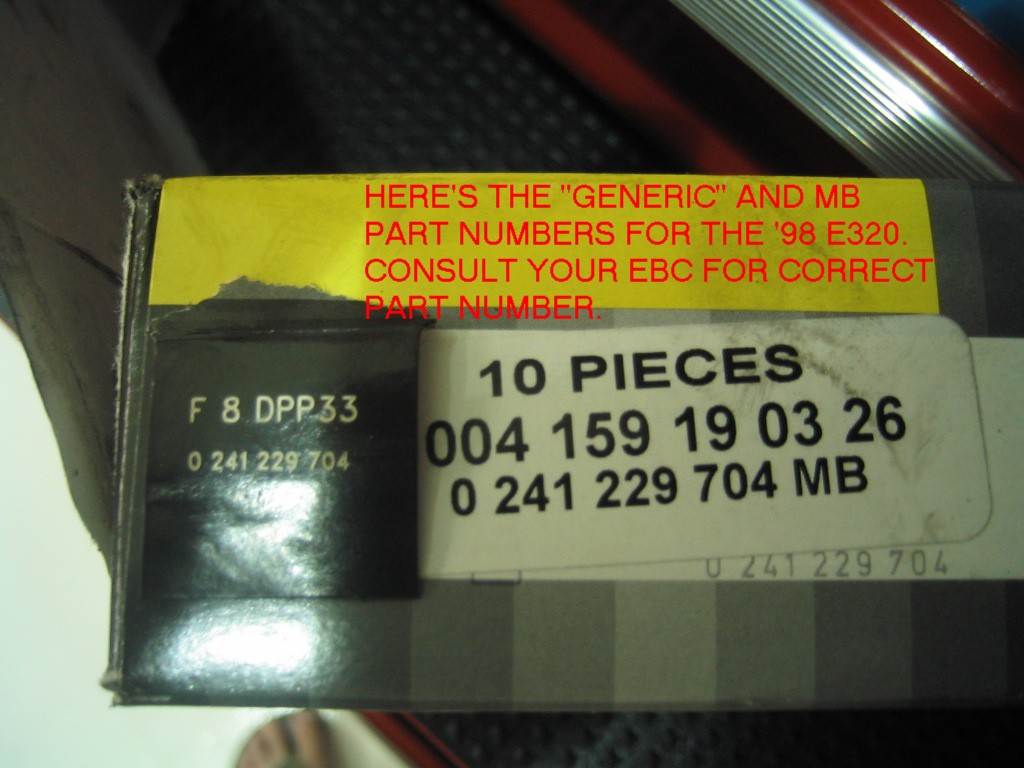 HERE'S THE "GENERIC" AND MB
PART NUMBERS FOR THE '98 E320.
CONSULT YOUR EBC FOR CORRECT
PART NUMBER.
F 8 DPP33
0 241 229 704
10 PIECES
004 159 19 03 26
0 241 229 704 MB
0 241 229 704